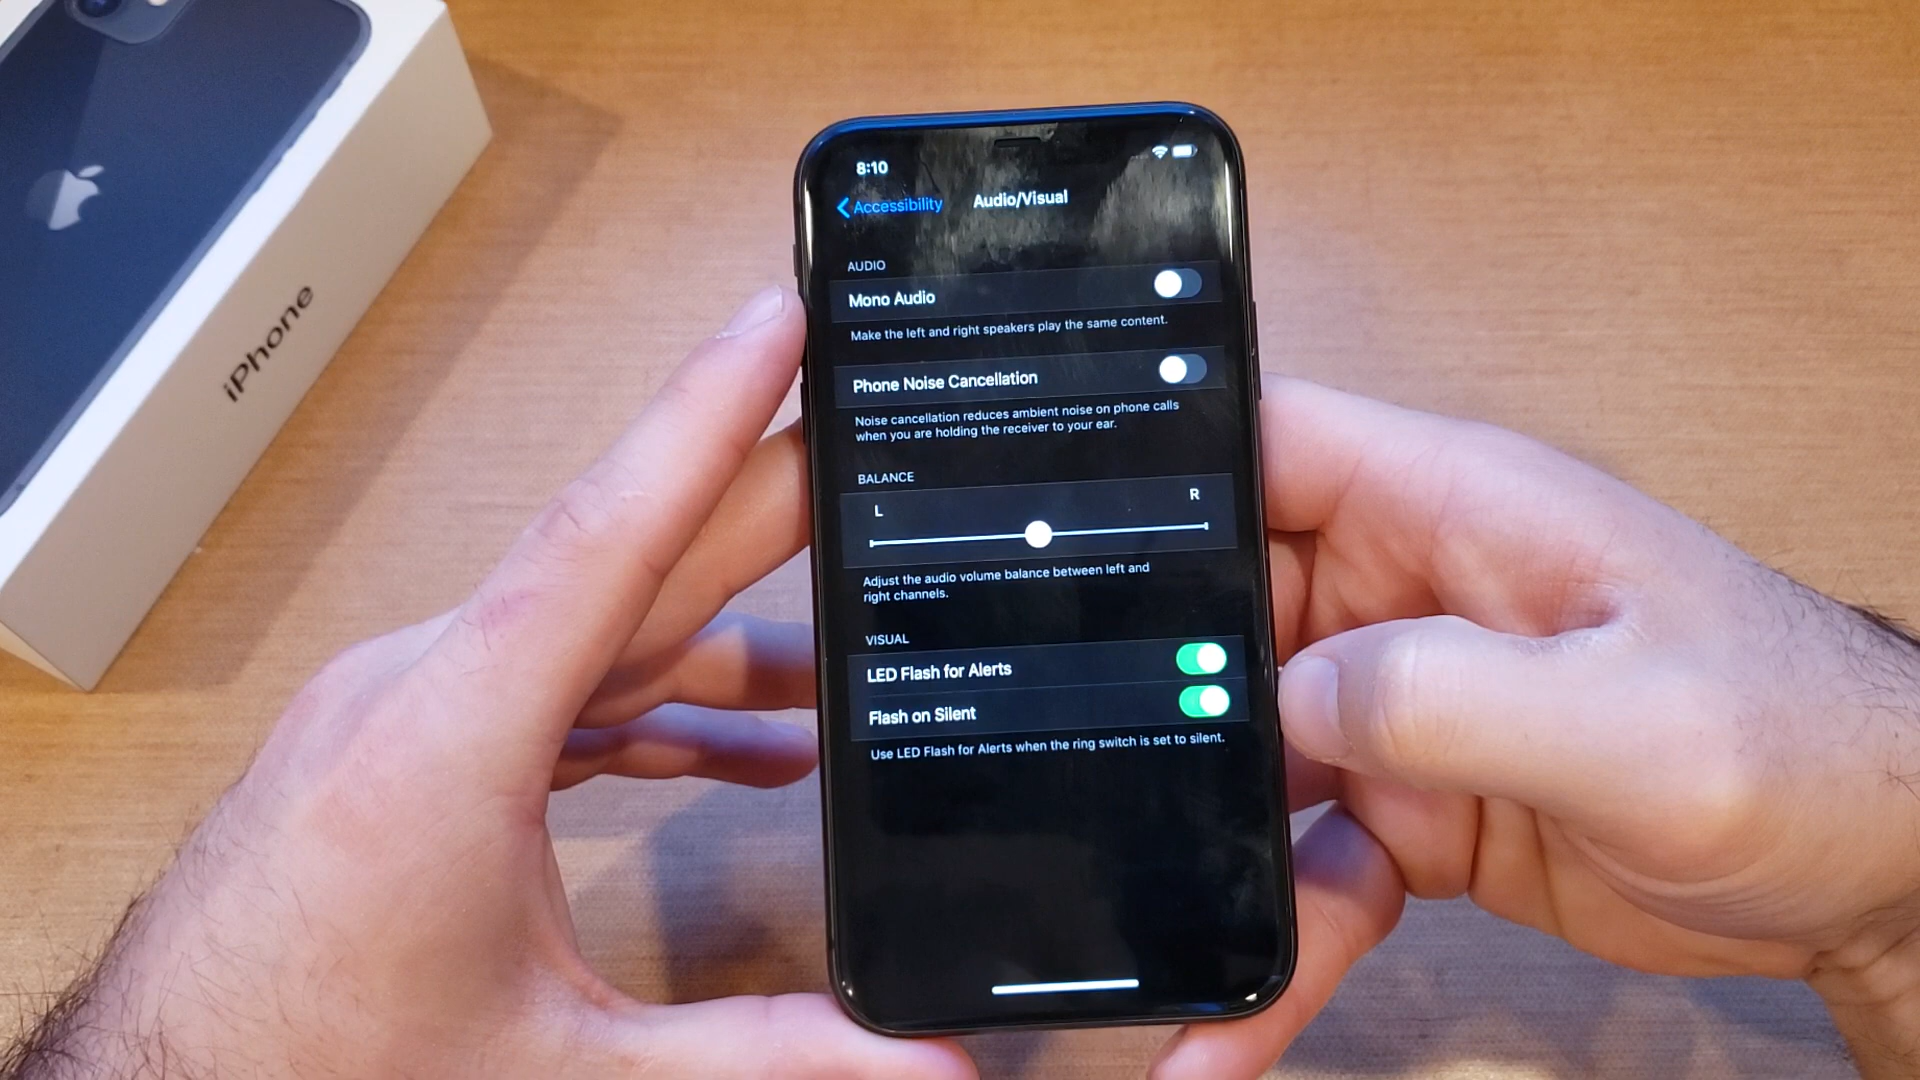 iPhone
8:10
Accessibility
Audio/Visual
AUDIO
Mono Audio
Make the left and right speakers play the same content.
Phone Noise Cancellation
Noise cancellation reduces ambient noise on phone calls
when you are holding the receiver to your ear.
BALANCE
L
R
Adjust the audio volume balance between left and
right channels.
VISUAL
LED Flash for Alerts
Flash on Silent
Use LED Flash for Alerts when the ring switch is set to silent.